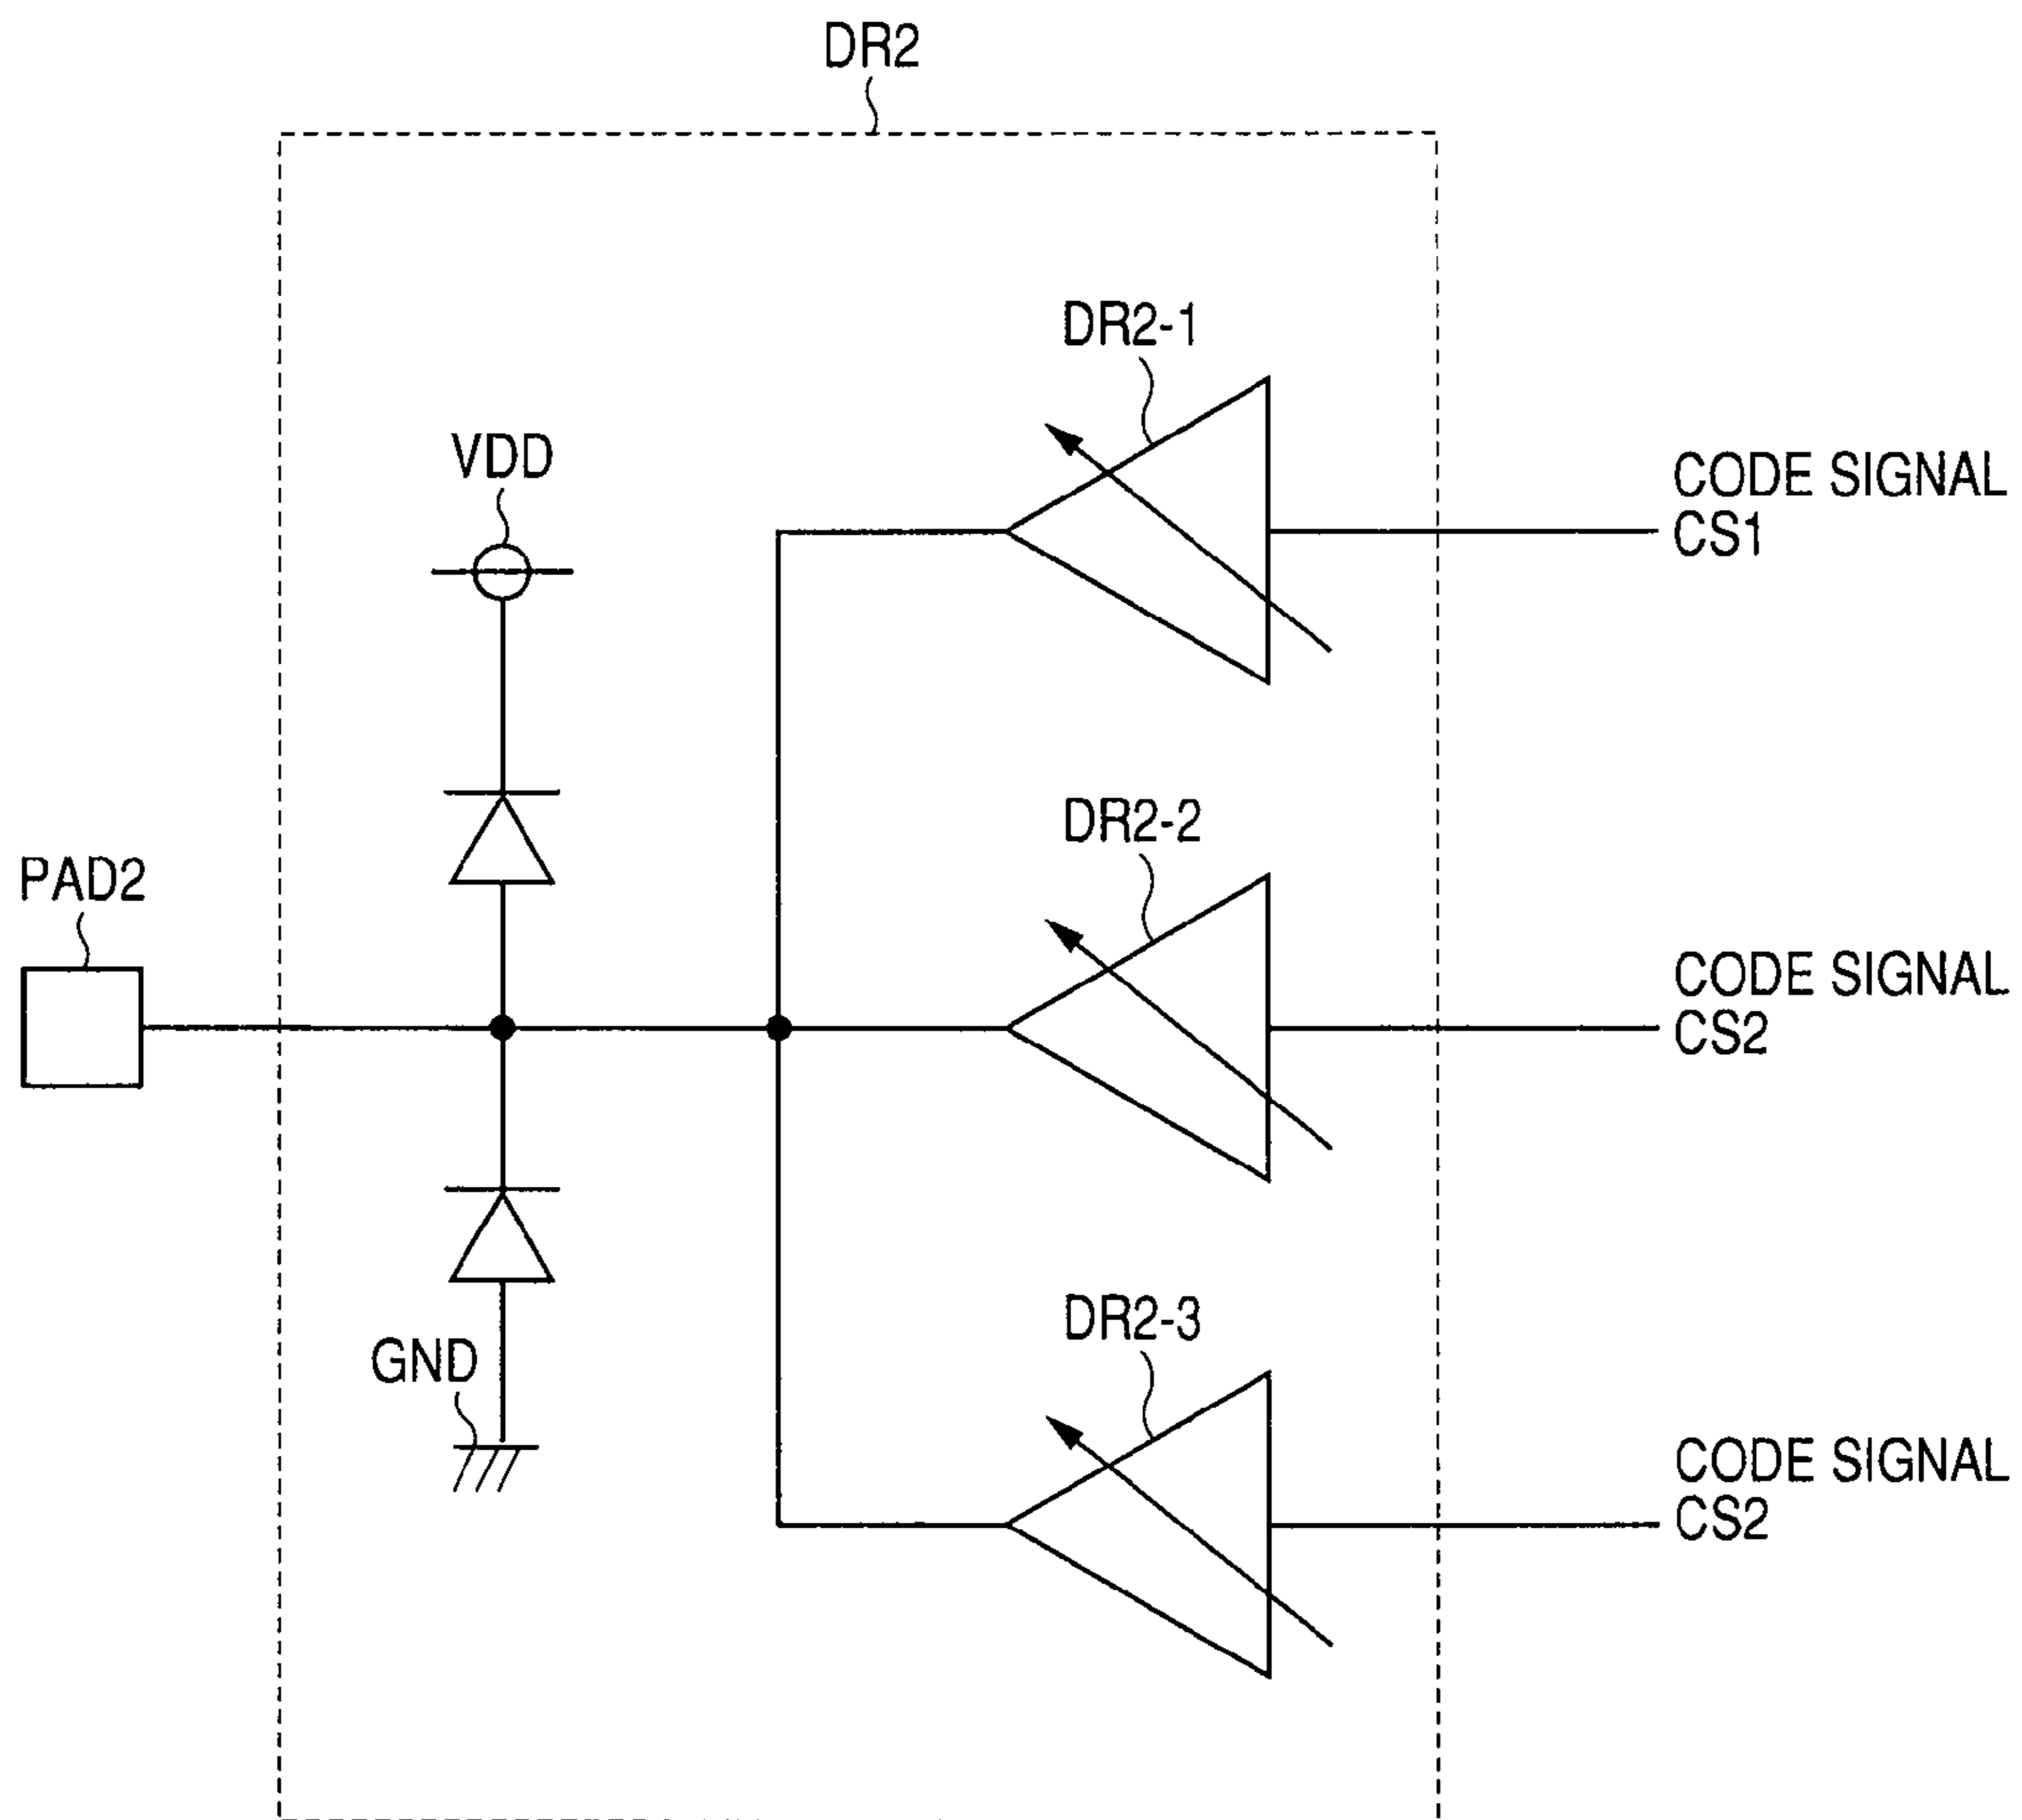 DR2
DR2-1
VDD
CODE SIGNAL
CS1
DR2-2
PAD2
CODE SIGNAL
CS2
DR2-3
GND
CODE SIGNAL
CS2